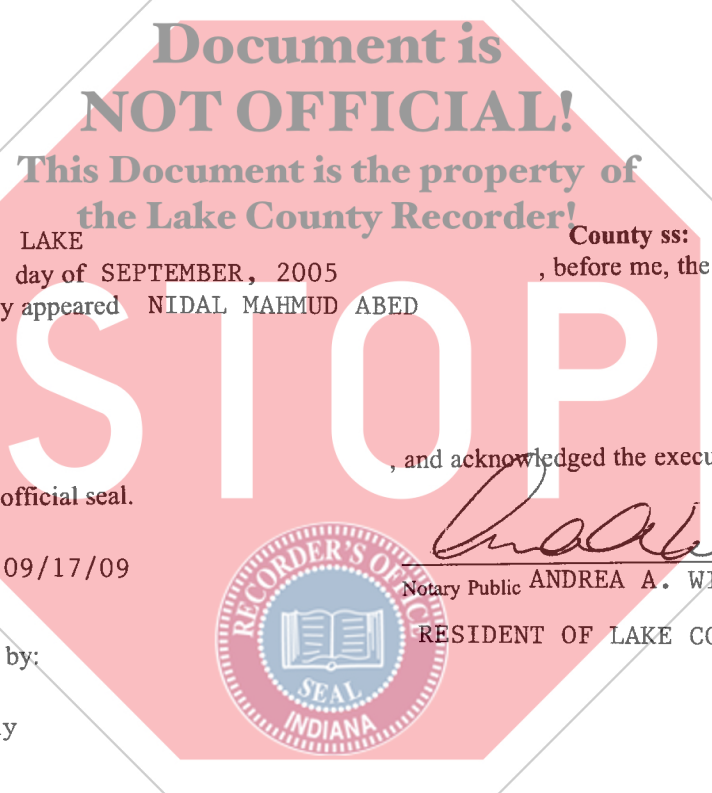 Document is
NOT OFFICIAL!
This Document is the property of
the Lake County Recorder!
LAKE County ss:
day of SEPTEMBER, 2005 , before me, the
y appeared NIDAL MAHMUD ABED
STOP
, and acknowledged the execu
official seal.
09/17/09
Notary Public ANDREA A. WI
RESIDENT OF LAKE CO
by:
y
RECORDER'S OFFICE
SEAL
INDIANA